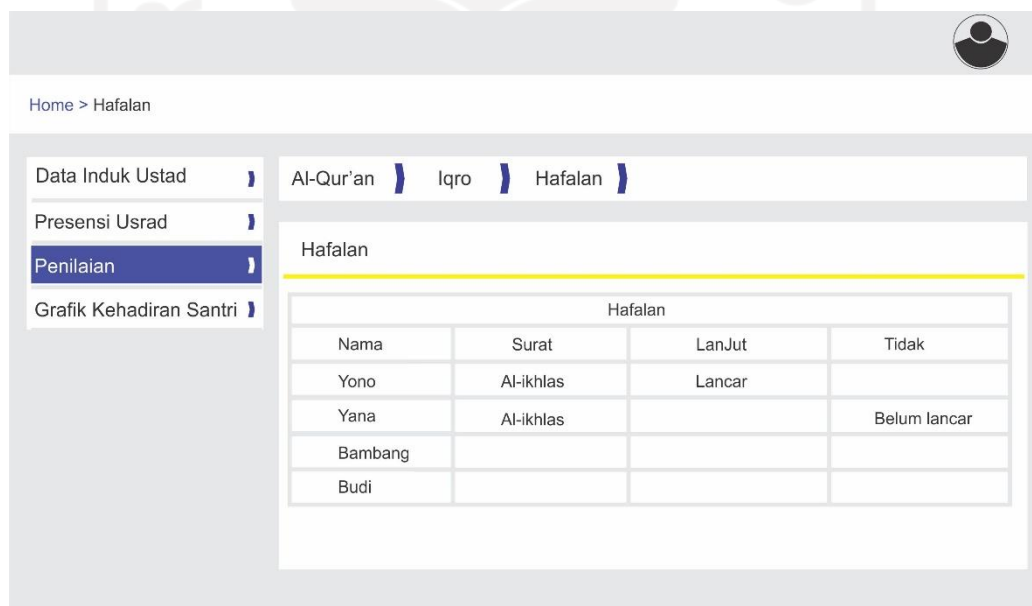 Home > Hafalan
Data Induk Ustad
Presensi Usrad
Penilaian
Grafik Kehadiran Santri
Al-Qur'an Iqro Hafalan
Hafalan
Hafalan
Nama Surat LanJut Tidak
Yono Al-ikhlas Lancar
Yana Al-ikhlas Belum lancar
Bambang
Budi